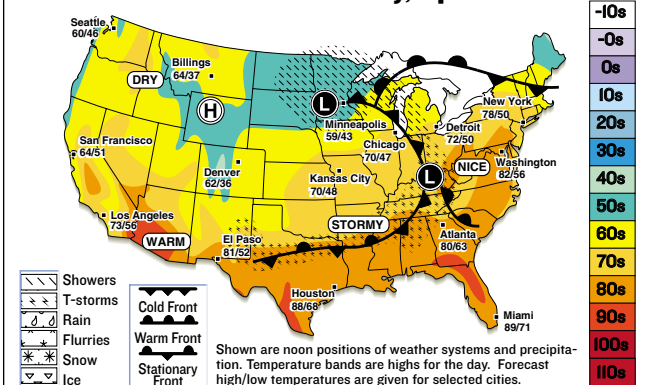 Seattle
60/46
Billings
64/37
DRY
H
L
Minneapolis
59/43
New York
78/50
Detroit
72/50
Chicago
70/47
San Francisco
64/51
Denver
62/36
Kansas City
70/48
L
NICE
Washington
82/56
Los Angeles
73/56
WARM
El Paso
81/52
STORMY
Atlanta
80/63
Houston
88/68
Miami
89/71
Showers
T-storms
Rain
Flurries
Snow
Ice
Cold Front
Warm Front
Stationary
Front
Shown are noon positions of weather systems and precipita-
tion. Temperature bands are highs for the day. Forecast
high/low temperatures are given for selected cities.
-10s
-0s
0s
10s
20s
30s
40s
50s
60s
70s
80s
90s
100s
110s